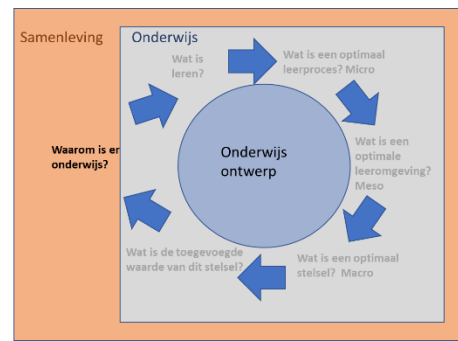 Samenleving
Onderwijs
Wat is
leren?
Wat is een optimaal
leerproces? Micro
Waarom is er
onderwijs?
Onderwijs
ontwerp
Wat is een
optimale
leeromgeving?
Meso
Wat is de toegevoegde
waarde van dit stelsel?
Wat is een optimaal
stelsel? Macro